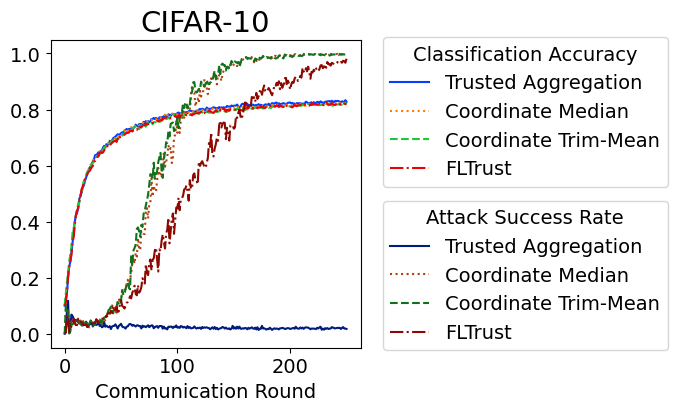 CIFAR-10
1.0
0.8
0.6
0.4
0.2
0.0
0 100 200
Communication Round
Classification Accuracy
Trusted Aggregation
Coordinate Median
Coordinate Trim-Mean
FLTrust
Attack Success Rate
Trusted Aggregation
Coordinate Median
Coordinate Trim-Mean
FLTrust